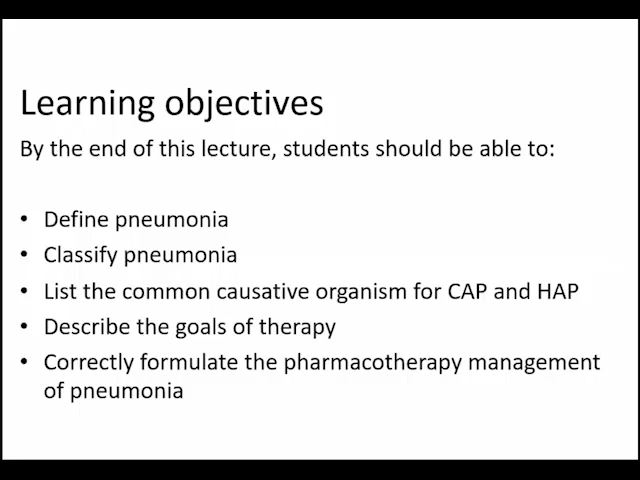 Learning objectives
By the end of this lecture, students should be able to:
• Define pneumonia
• Classify pneumonia
• List the common causative organism for CAP and HAP
• Describe the goals of therapy
• Correctly formulate the pharmacotherapy management
of pneumonia